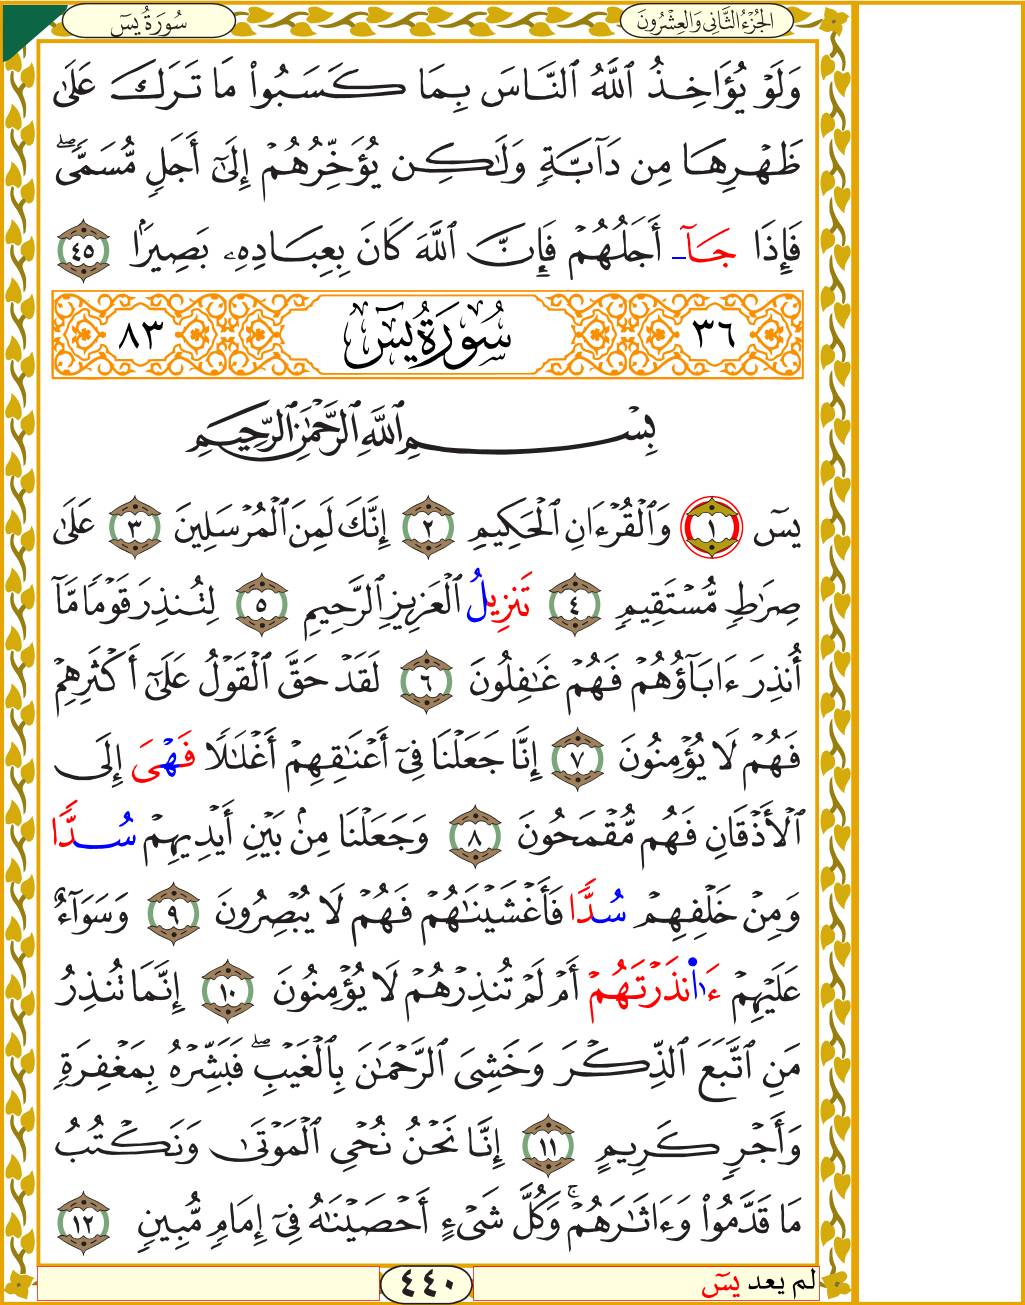 سُورَةُ يسٓ
الجُزْءُ الثَّانِي وَالعِشْرُونَ
وَلَوْ يُؤَاخِذُ ٱللَّهُ ٱلنَّاسَ بِمَا كَسَبُوا۟ مَا تَرَكَ عَلَىٰ
ظَهْرِهَا مِن دَآبَّةٍ وَلَٰكِن يُؤَخِّرُهُمْ إِلَىٰٓ أَجَلٍ مُّسَمًّى ۖ
فَإِذَا جَآ أَجَلُهُمْ فَإِنَّ ٱللَّهَ كَانَ بِعِبَادِهِۦ بَصِيرًۢا ٤٥
٣٦ سُورَةُ يسٓ ٨٣
بِسْمِ ٱللَّهِ ٱلرَّحْمَٰنِ ٱلرَّحِيمِ
يسٓ ١ وَٱلْقُرْءَانِ ٱلْحَكِيمِ ٢ إِنَّكَ لَمِنَ ٱلْمُرْسَلِينَ ٣ عَلَىٰ
صِرَٰطٍ مُّسْتَقِيمٍ ٤ تَنزِيلُ ٱلْعَزِيزِ ٱلرَّحِيمِ ٥ لِتُنذِرَ قَوْمًا مَّآ
أُنذِرَ ءَابَآؤُهُمْ فَهُمْ غَٰفِلُونَ ٦ لَقَدْ حَقَّ ٱلْقَوْلُ عَلَىٰٓ أَكْثَرِهِمْ
فَهُمْ لَا يُؤْمِنُونَ ٧ إِنَّا جَعَلْنَا فِىٓ أَعْنَٰقِهِمْ أَغْلَٰلًا فَهْىَ إِلَى
ٱلْأَذْقَانِ فَهُم مُّقْمَحُونَ ٨ وَجَعَلْنَا مِنۢ بَيْنِ أَيْدِيهِمْ سُدًّا
وَمِنْ خَلْفِهِمْ سُدًّا فَأَغْشَيْنَٰهُمْ فَهُمْ لَا يُبْصِرُونَ ٩ وَسَوَآءٌ
عَلَيْهِمْ ءَا۬نذَرْتَهُمْ أَمْ لَمْ تُنذِرْهُمْ لَا يُؤْمِنُونَ ١٠ إِنَّمَا تُنذِرُ
مَنِ ٱتَّبَعَ ٱلذِّكْرَ وَخَشِىَ ٱلرَّحْمَٰنَ بِٱلْغَيْبِ ۖ فَبَشِّرْهُ بِمَغْفِرَةٍ
وَأَجْرٍ كَرِيمٍ ١١ إِنَّا نَحْنُ نُحْىِ ٱلْمَوْتَىٰ وَنَكْتُبُ
مَا قَدَّمُوا۟ وَءَاثَٰرَهُمْ ۚ وَكُلَّ شَىْءٍ أَحْصَيْنَٰهُ فِىٓ إِمَامٍ مُّبِينٍ ١٢
لم يعد يسٓ
٤٤٠